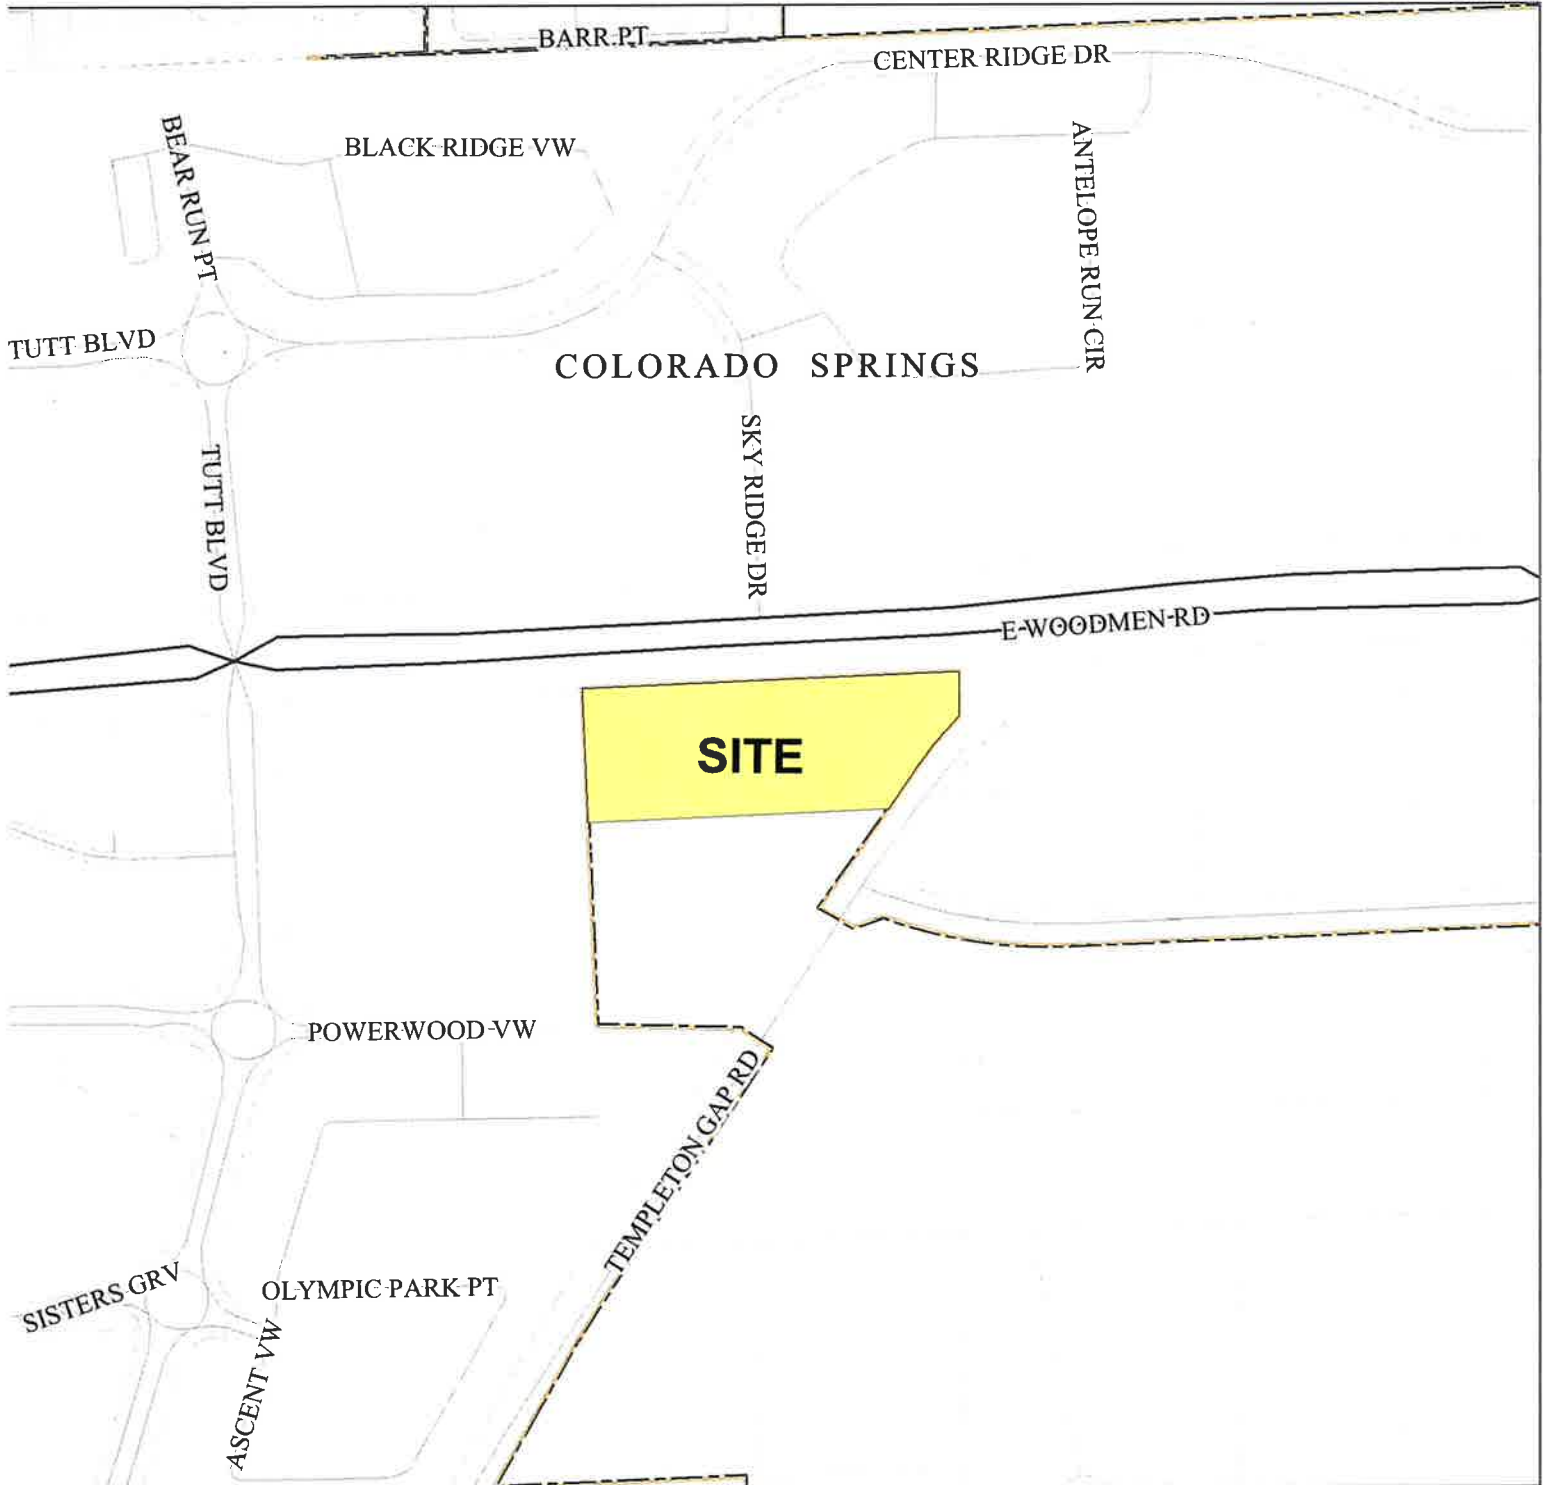 BARR PT
CENTER RIDGE DR
BEAR RUN PT
BLACK RIDGE VW
ANTELOPE RUN CIR
TUTT BLVD
COLORADO SPRINGS
TUTT BLVD
SKY RIDGE DR
E WOODMEN RD
SITE
POWERWOOD VW
TEMPLETON GAP RD
SISTERS GRV
OLYMPIC PARK PT
ASCENT VW